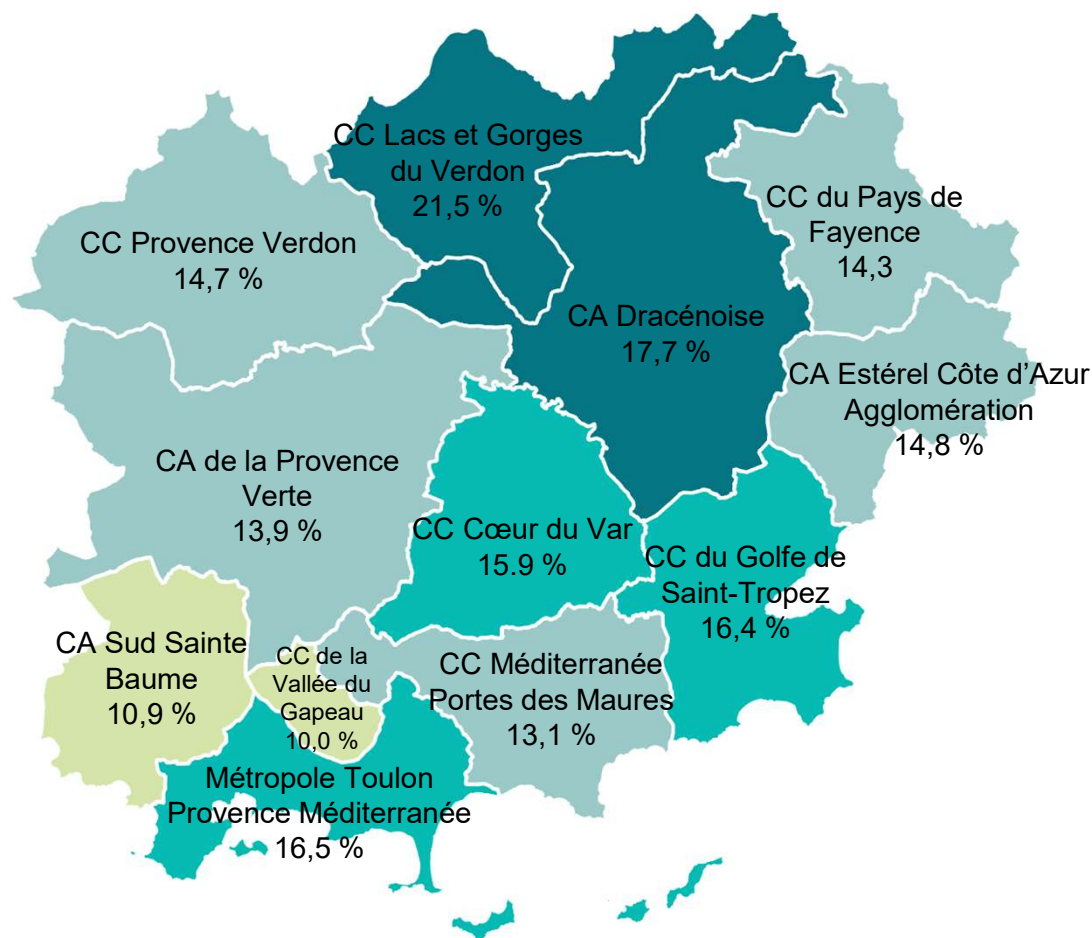 CC Lacs et Gorges
du Verdon
21,5 %
CC du Pays de
Fayence
14,3
CC Provence Verdon
14,7 %
CA Dracénoise
17,7 %
CA Estérel Côte d’Azur
Agglomération
14,8 %
CA de la Provence
Verte
13,9 %
CC Cœur du Var
15.9 %
CC du Golfe de
Saint-Tropez
16,4 %
CA Sud Sainte
Baume
10,9 %
CC de la
Vallée du
Gapeau
10,0 %
CC Méditerranée
Portes des Maures
13,1 %
Métropole Toulon
Provence Méditerranée
16,5 %